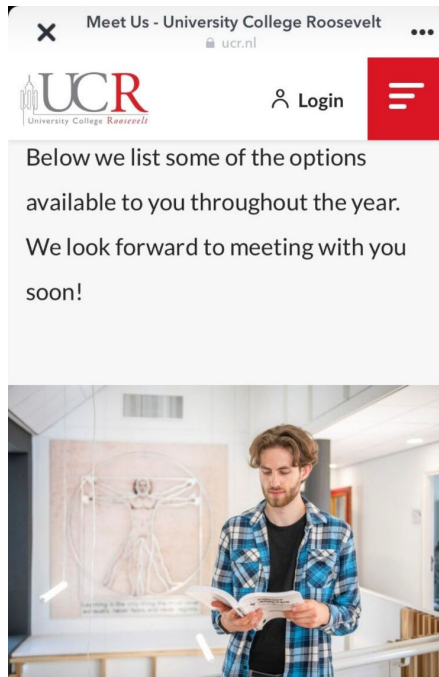 Meet Us - University College Roosevelt
ucr.nl
UCR
University College Roosevelt
Login
Below we list some of the options
available to you throughout the year.
We look forward to meeting with you
soon!